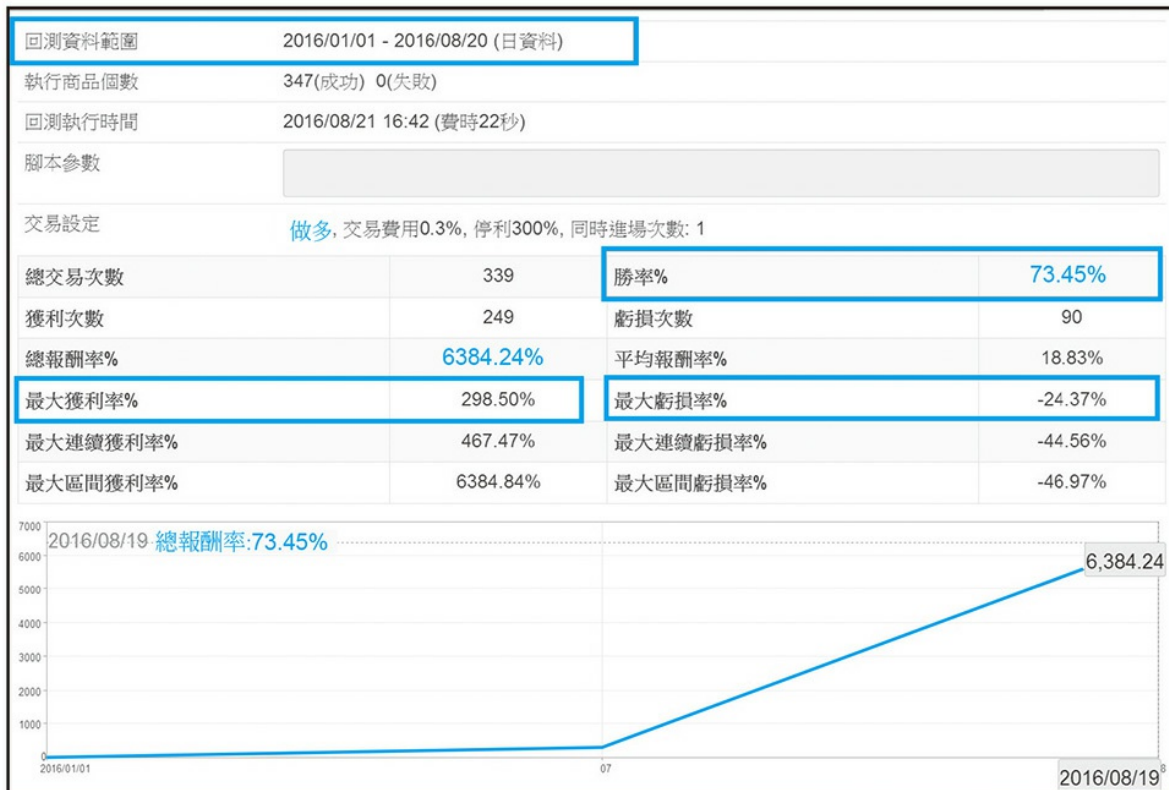 回測資料範圍 2016/01/01 - 2016/08/20 (日資料)
執行商品個數 347(成功) 0(失敗)
回測執行時間 2016/08/21 16:42 (費時22秒)
腳本參數
交易設定 做多, 交易費用0.3%, 停利300%, 同時進場次數: 1
總交易次數 339 勝率% 73.45%
獲利次數 249 虧損次數 90
總報酬率% 6384.24% 平均報酬率% 18.83%
最大獲利率% 298.50% 最大虧損率% -24.37%
最大連續獲利率% 467.47% 最大連續虧損率% -44.56%
最大區間獲利率% 6384.84% 最大區間虧損率% -46.97%
7000
2016/08/19 總報酬率:73.45%
6000
6,384.24
5000
4000
3000
2000
1000
0
2016/01/01 07 8
2016/08/19